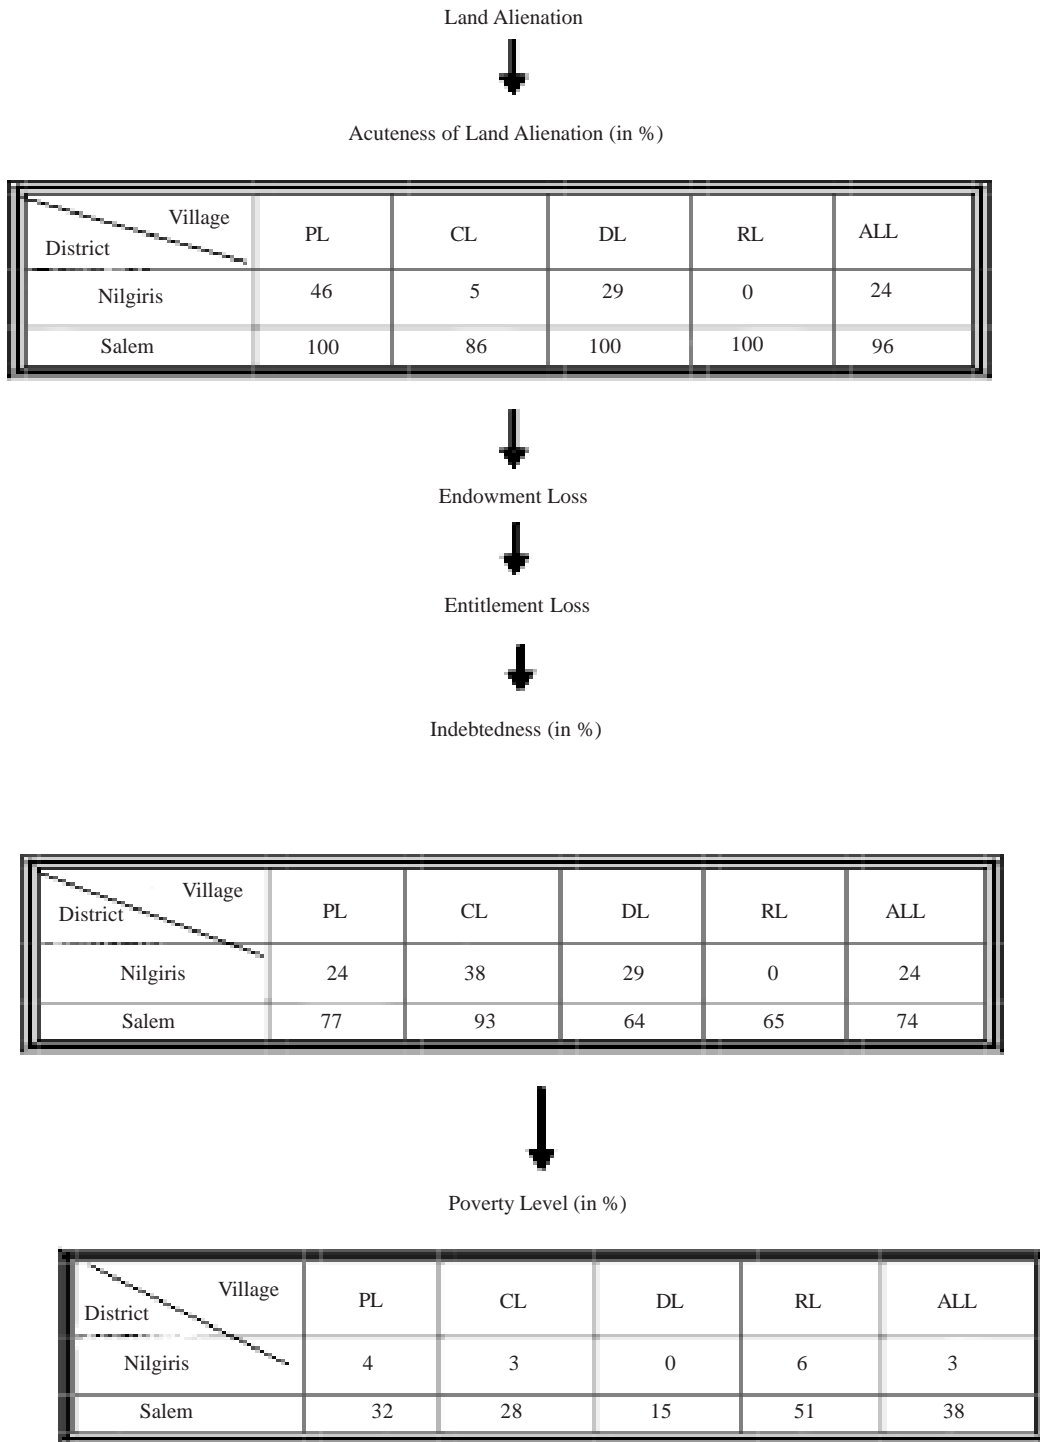 Land Alienation
Acuteness of Land Alienation (in %)
Village
District PL CL DL RL ALL
Nilgiris 46 5 29 0 24
Salem 100 86 100 100 96
Endowment Loss
Entitlement Loss
Indebtedness (in %)
Village
District PL CL DL RL ALL
Nilgiris 24 38 29 0 24
Salem 77 93 64 65 74
Poverty Level (in %)
Village
District PL CL DL RL ALL
Nilgiris 4 3 0 6 3
Salem 32 28 15 51 38